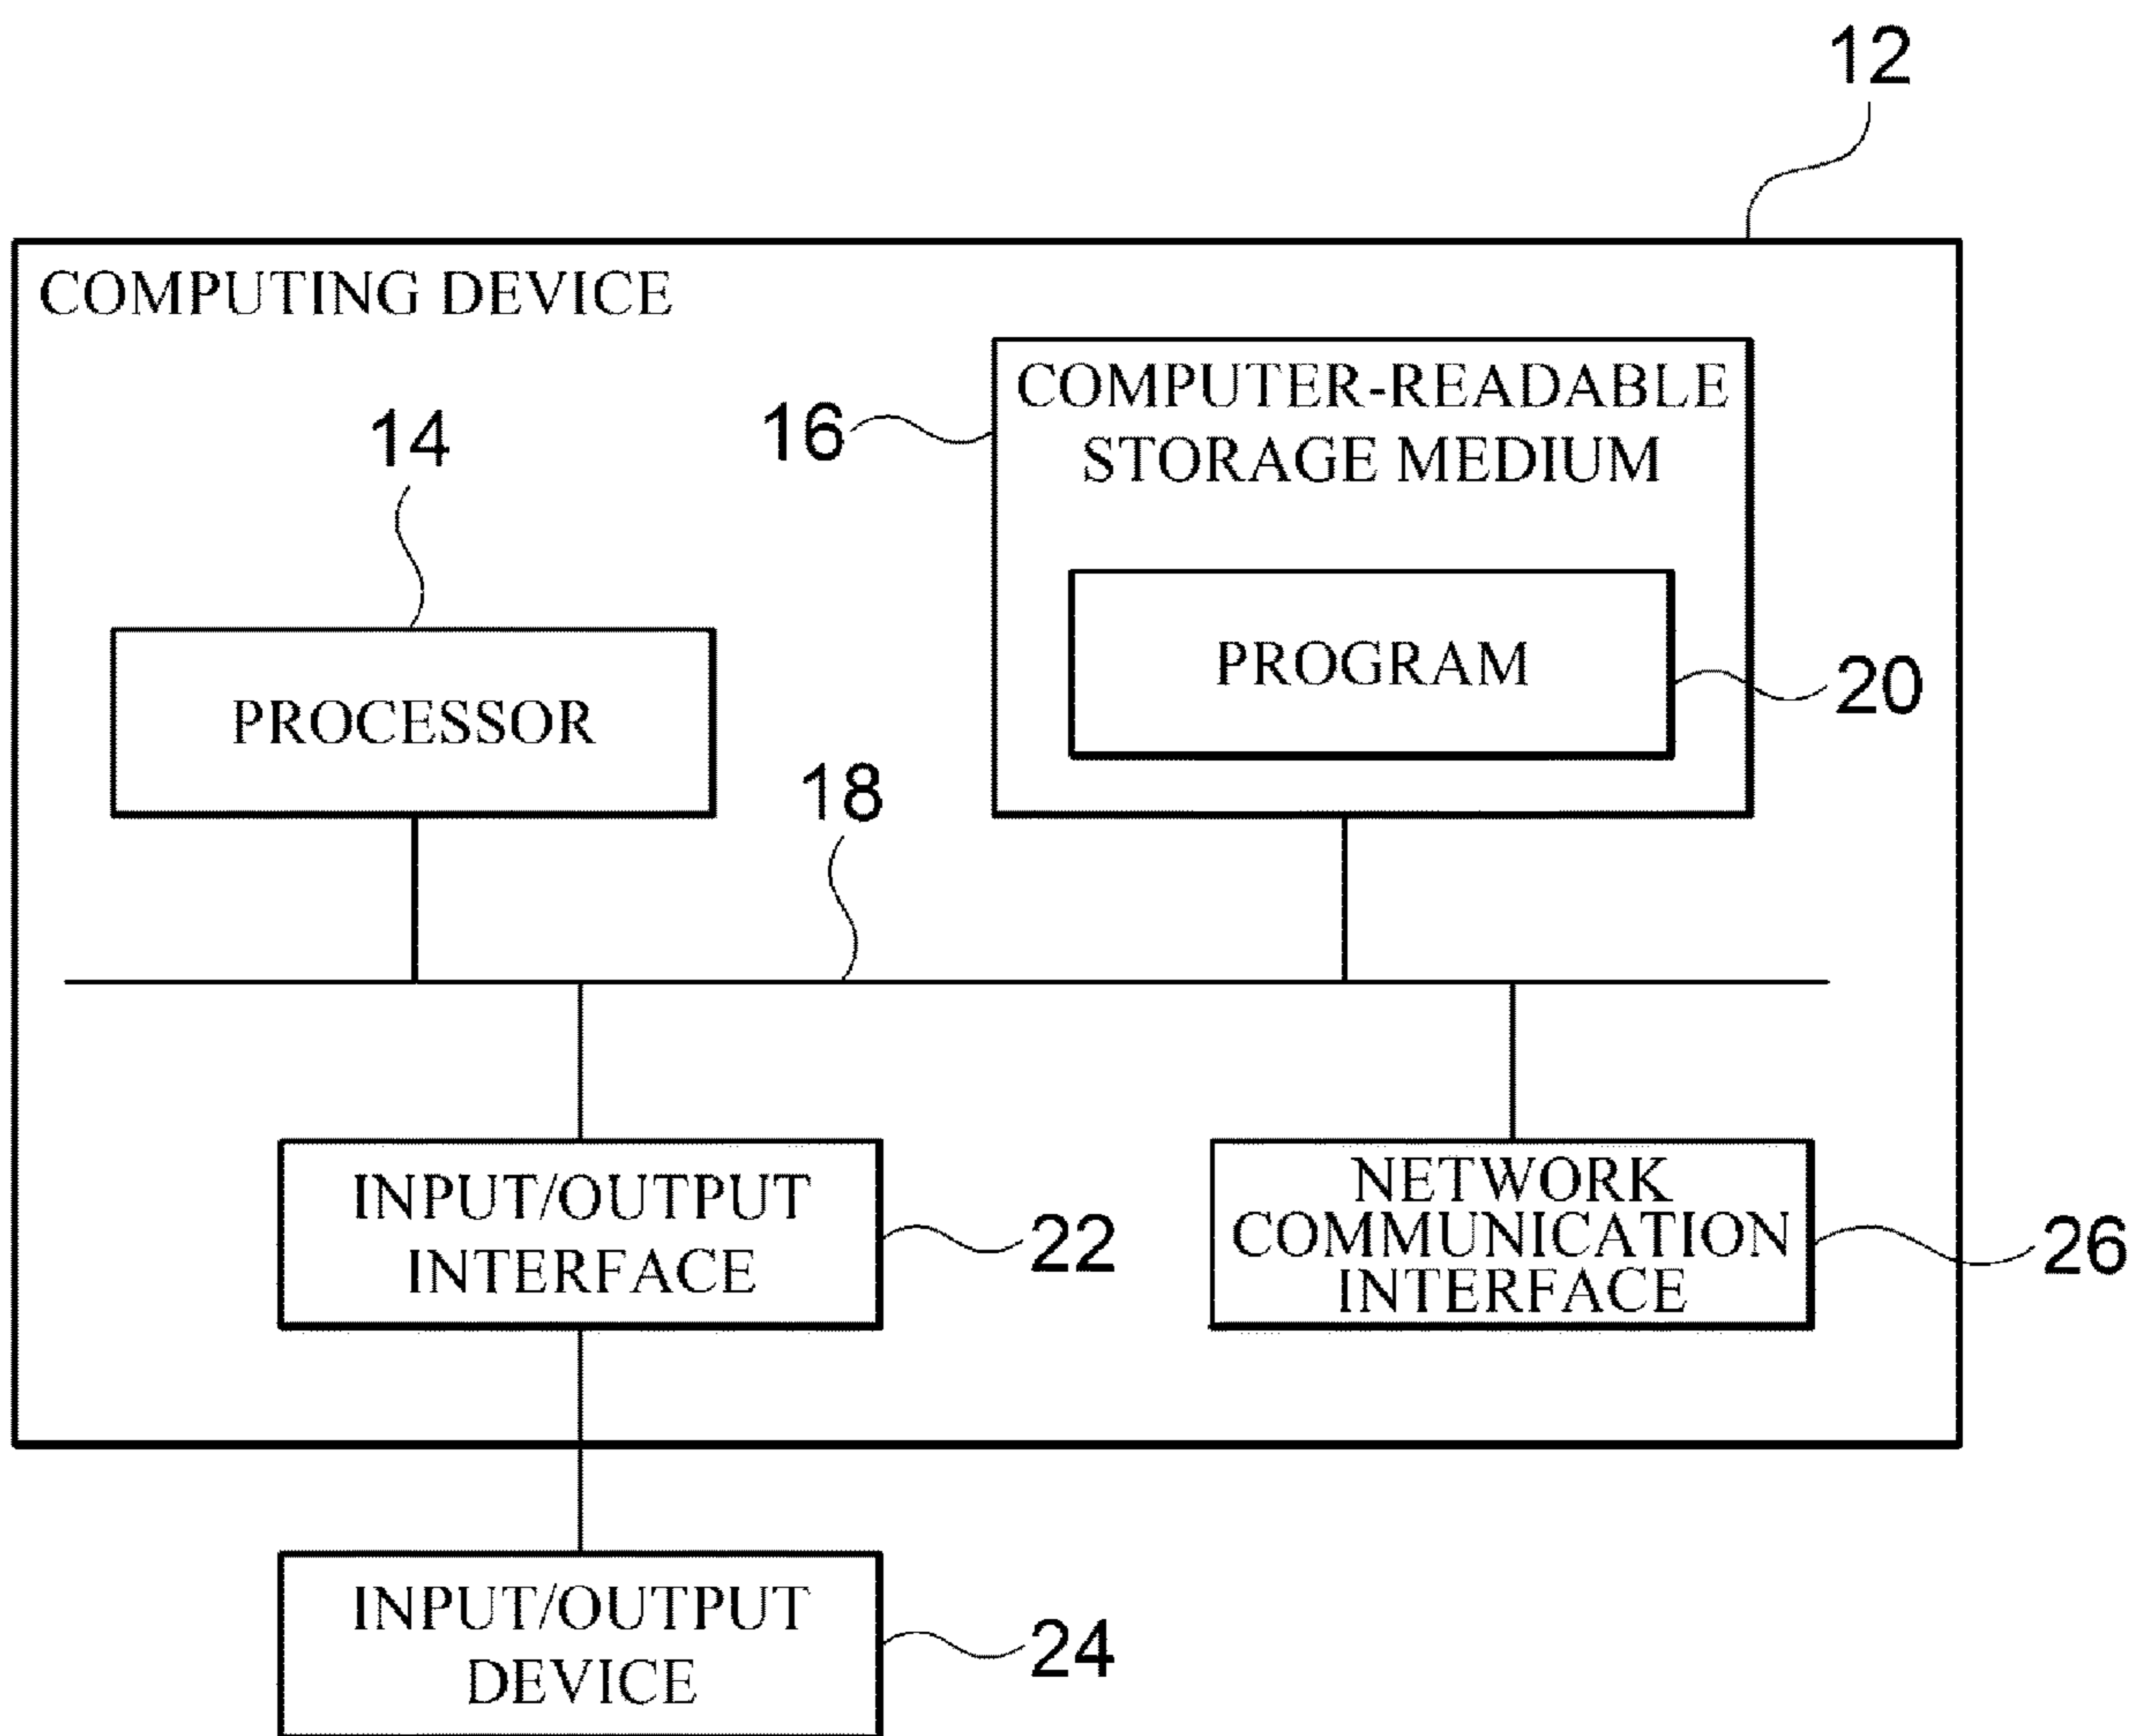 12
COMPUTING DEVICE
COMPUTER-READABLE
STORAGE MEDIUM
16
14
PROGRAM
20
PROCESSOR
18
INPUT/OUTPUT
INTERFACE
22
NETWORK
COMMUNICATION
INTERFACE
26
INPUT/OUTPUT
DEVICE
24